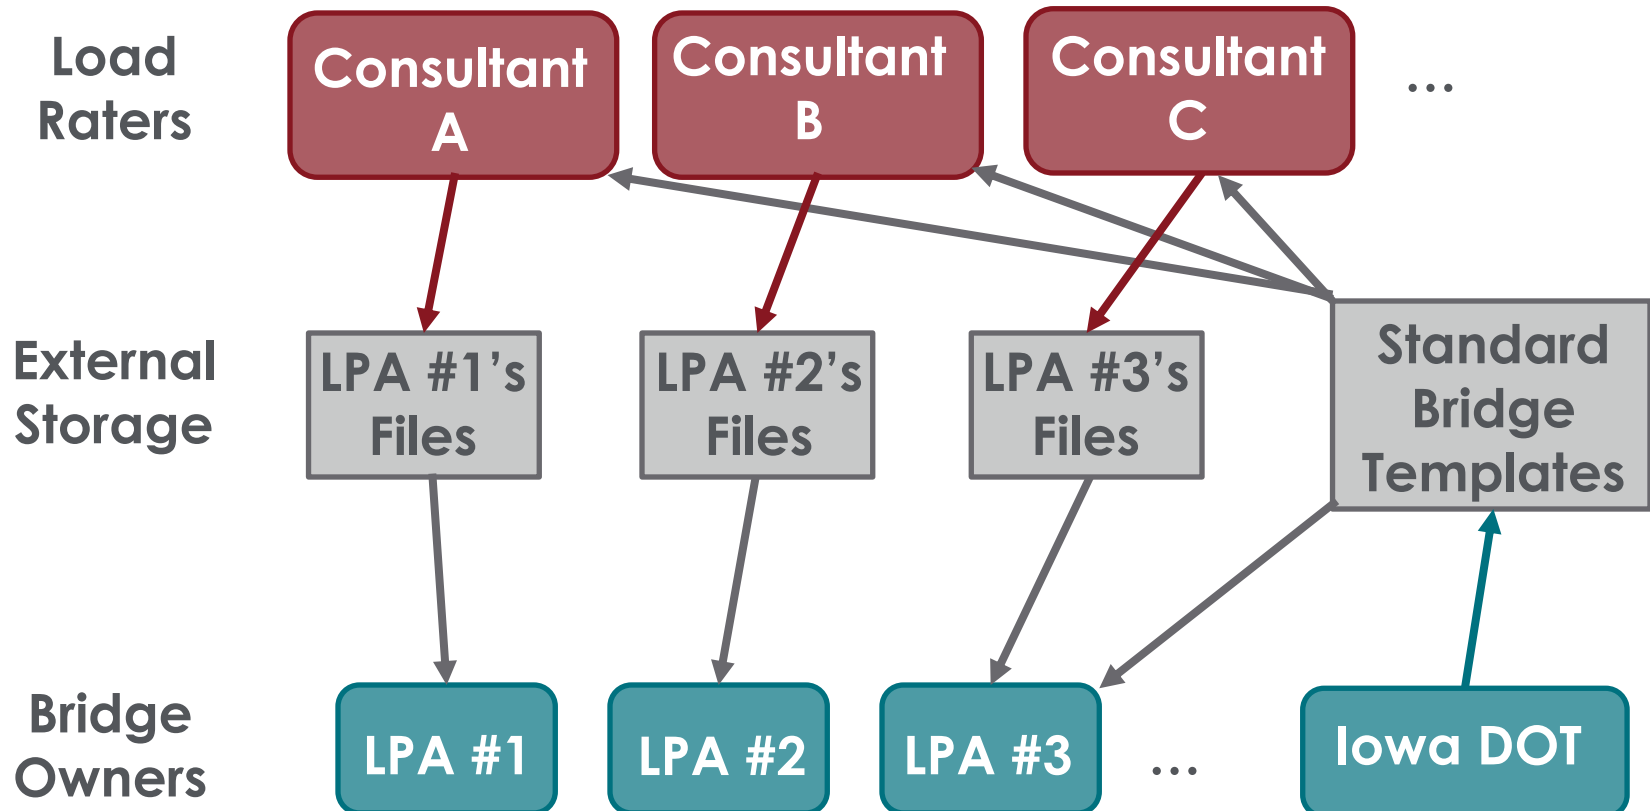 Load
Raters
Consultant
A
Consultant
B
Consultant
C
...
External
Storage
LPA #1’s
Files
LPA #2’s
Files
LPA #3’s
Files
Standard
Bridge
Templates
Bridge
Owners
LPA #1
LPA #2
LPA #3
...
Iowa DOT